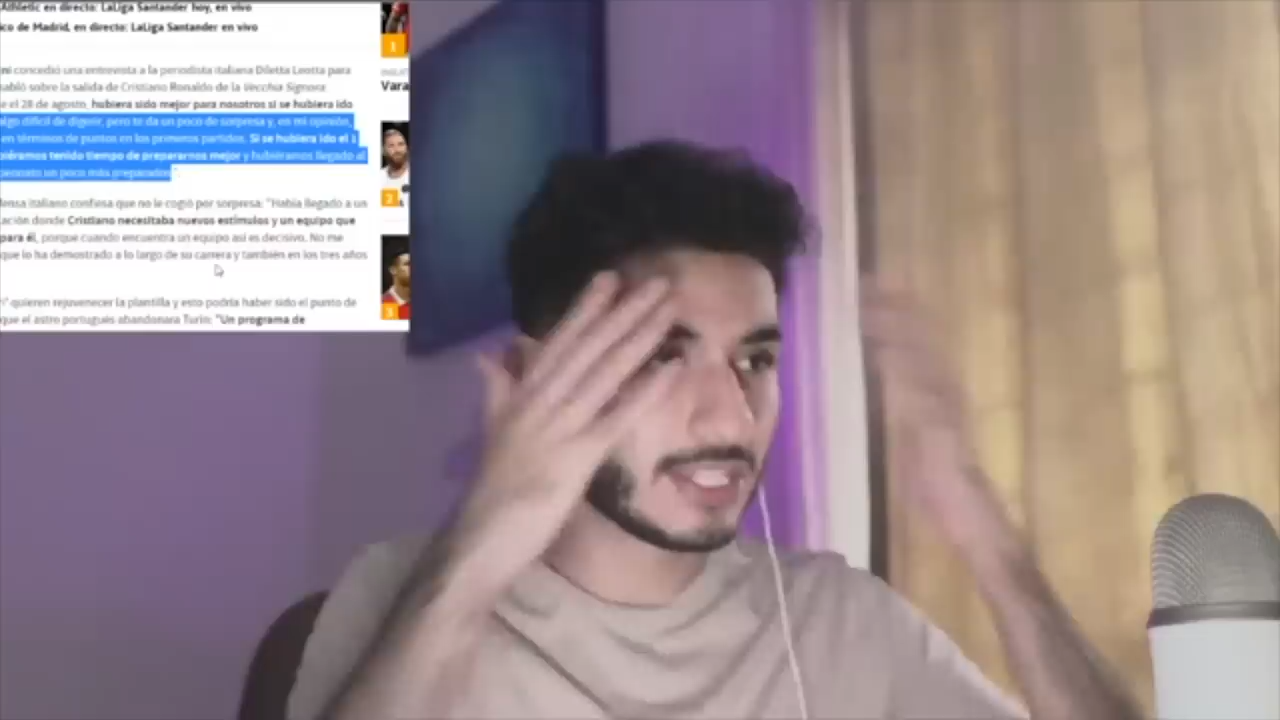 Athletic en directo: LaLiga Santander hoy, en vivo
ico de Madrid, en directo: LaLiga Santander en vivo
ni concedió una entrevista a la periodista italiana Diletta Leotta para
habló sobre la salida de Cristiano Ronaldo de la Vecchia Signora
e el 28 de agosto, hubiera sido mejor para nosotros si se hubiera ido
algo difícil de digerir, pero te da un poco de sorpresa y, en mi opinión,
en términos de puntos en los primeros partidos. Si se hubiera ido el 1
biéramos tenido tiempo de prepararnos mejor y hubiéramos llegado al
peonato un poco más preparados"
fensa italiano confiesa que no le cogió por sorpresa: "Había llegado a un
ación donde Cristiano necesitaba nuevos estímulos y un equipo que
para él, porque cuando encuentra un equipo así es decisivo. No me
que lo ha demostrado a lo largo de su carrera y también en los tres años
" quieren rejuvenecer la plantilla y esto podría haber sido el punto de
que el astro portugués abandonara Turín: "Un programa de
1
Vara
2
3